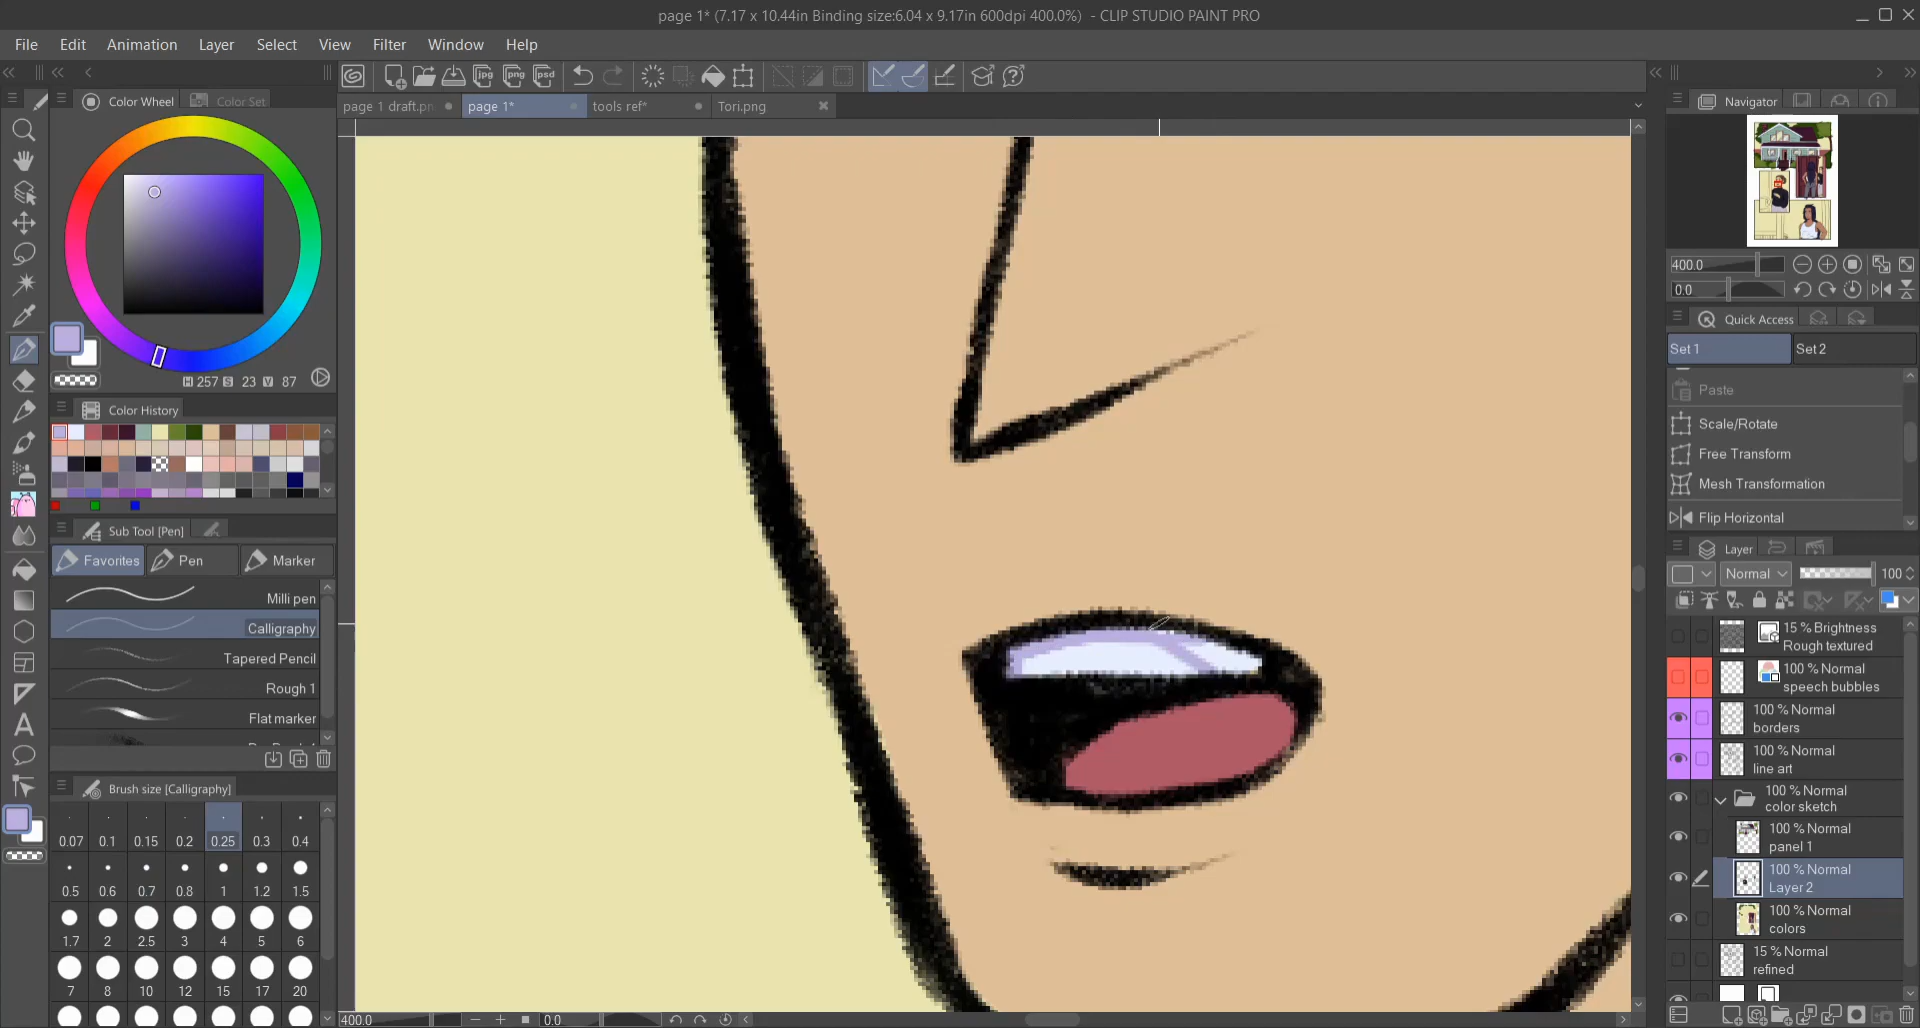 page 1* (7.17 x 10.44in Binding size:6.04 x 9.17in 600dpi 400.0%) - CLIP STUDIO PAINT PRO
File Edit Animation Layer Select View Filter Window Help
jpg png psd
page 1 draft.pn page 1* tools ref* Tori.png
Color Wheel Color Set
H 257 S 23 V 87
Color History
Sub Tool [Pen]
Favorites Pen Marker
Milli pen
Calligraphy
Tapered Pencil
Rough 1
Flat marker
Brush size [Calligraphy]
0.07 0.1 0.15 0.2 0.25 0.3 0.4
0.5 0.6 0.7 0.8 1 1.2 1.5
1.7 2 2.5 3 4 5 6
7 8 10 12 15 17 20
400.0 0.0
Navigator
400.0
0.0
Quick Access
Set 1 Set 2
Paste
Scale/Rotate
Free Transform
Mesh Transformation
Flip Horizontal
Layer
Normal 100
15 % Brightness
Rough textured
100 % Normal
speech bubbles
100 % Normal
borders
100 % Normal
line art
100 % Normal
color sketch
100 % Normal
panel 1
100 % Normal
Layer 2
100 % Normal
colors
15 % Normal
refined